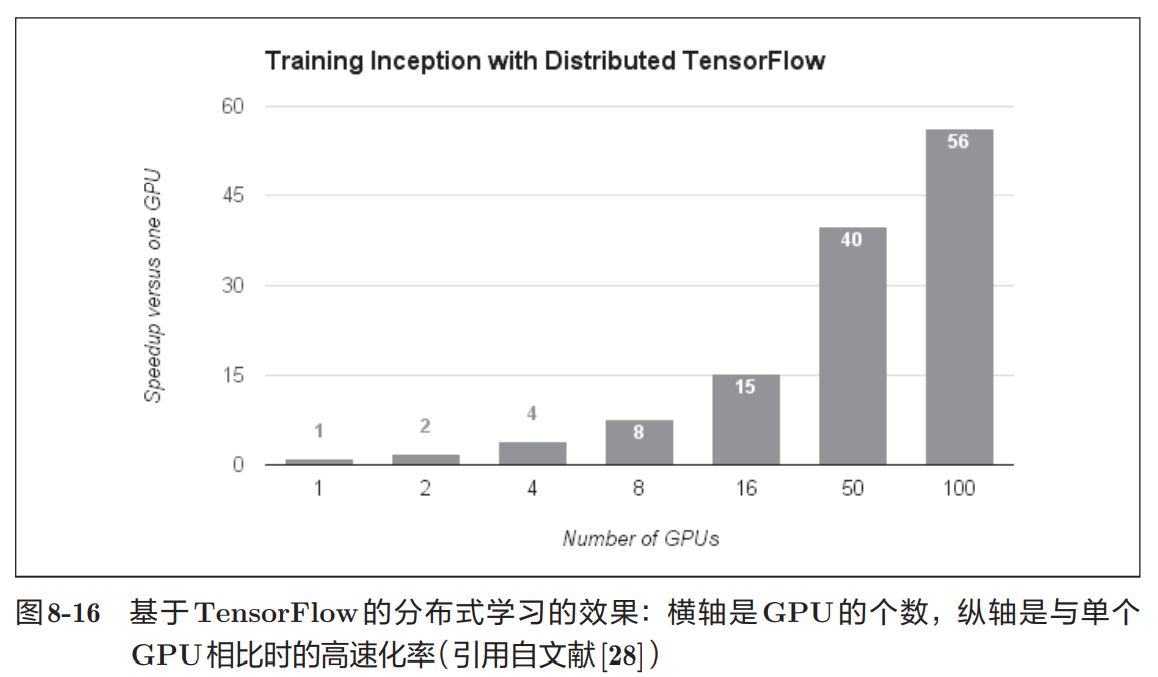 Training Inception with Distributed TensorFlow
60
45
30
15
0
Speedup versus one GPU
1
2
4
8
15
40
56
1 2 4 8 16 50 100
Number of GPUs
图8-16 基于TensorFlow的分布式学习的效果：横轴是GPU的个数，纵轴是与单个
GPU相比时的高速化率（引用自文献[28]）